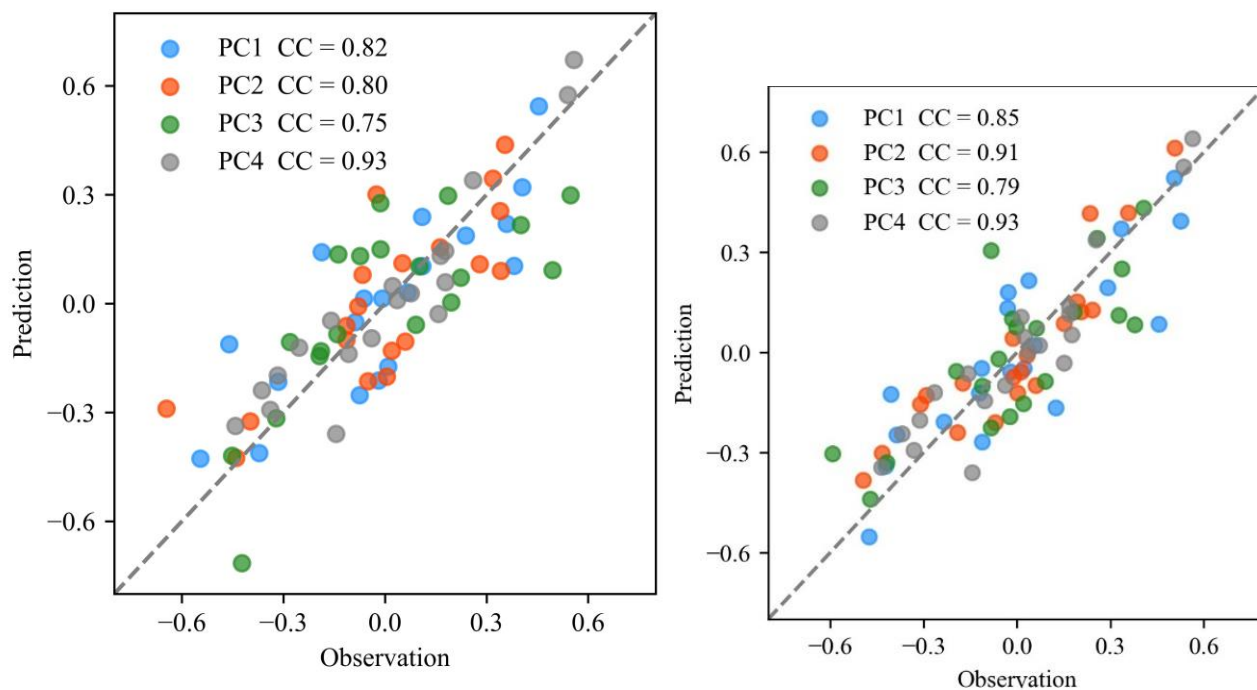 PC1 CC = 0.82
PC2 CC = 0.80
PC3 CC = 0.75
PC4 CC = 0.93
0.6
0.3
0.0
−0.3
−0.6
Prediction
−0.6 −0.3 0.0 0.3 0.6
Observation
PC1 CC = 0.85
PC2 CC = 0.91
PC3 CC = 0.79
PC4 CC = 0.93
0.6
0.3
0.0
−0.3
−0.6
Prediction
−0.6 −0.3 0.0 0.3 0.6
Observation